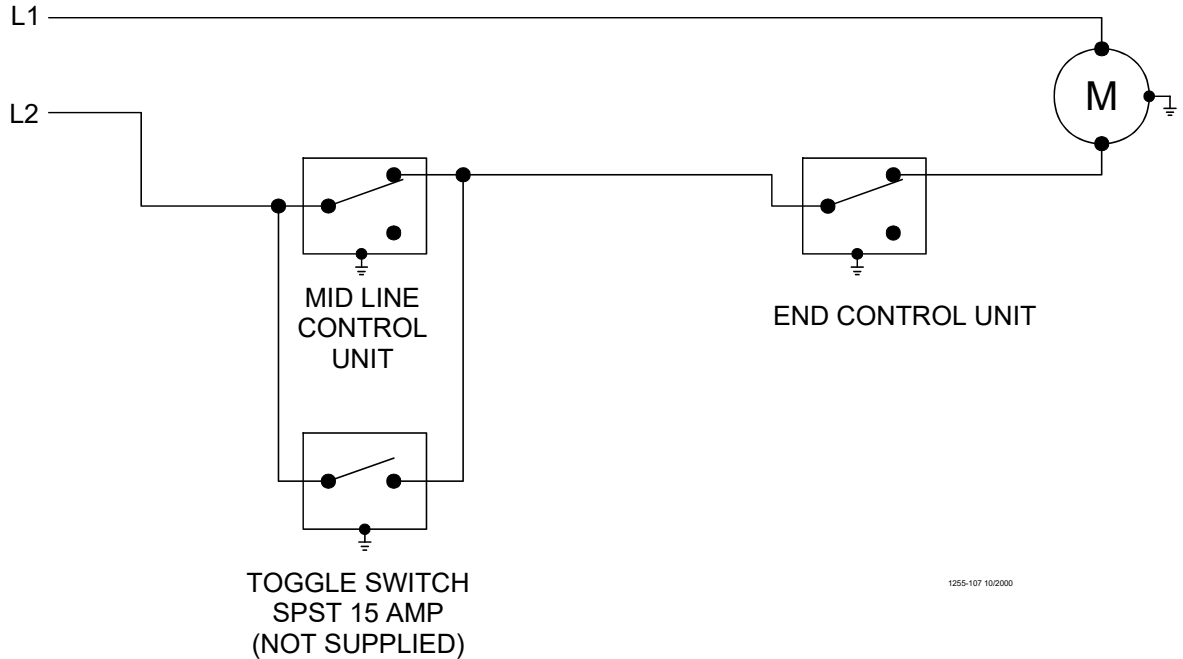 L1
M
L2
MID LINE
CONTROL
UNIT
END CONTROL UNIT
TOGGLE SWITCH
SPST 15 AMP
(NOT SUPPLIED)
1255-107 10/2000